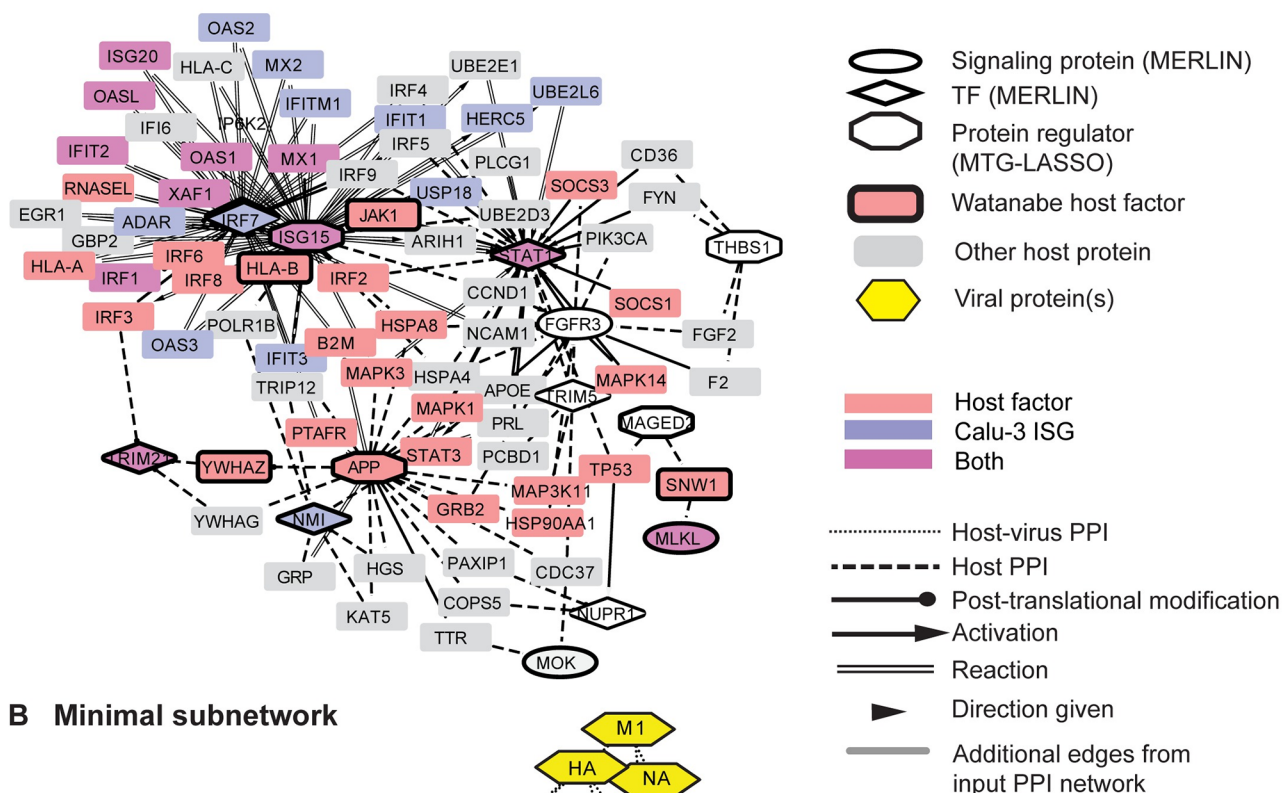 OAS2
ISG20
HLA-C
MX2
UBE2E1
OASL
IFITM1
IRF4
UBE2L6
IFI6
IP6K2
IFIT1
HERC5
IRF5
IFIT2
OAS1
MX1
PLCG1
CD36
RNASEL
XAF1
IRF9
USP18
SOCS3
FYN
EGR1
ADAR
IRF7
JAK1
UBE2D3
GBP2
ISG15
ARIH1
PIK3CA
THBS1
HLA-A
IRF6
HLA-B
STAT1
IRF1
IRF8
IRF2
CCND1
SOCS1
IRF3
POLR1B
HSPA8
NCAM1
FGFR3
FGF2
OAS3
IFIT3
B2M
TRIP12
MAPK3
HSPA4
APOE
TRIM5
MAPK14
F2
MAPK1
PRL
MAGED2
PTAFR
STAT3
PCBD1
TP53
TRIM21
YWHAZ
APP
SNW1
MAP3K11
YWHAG
NMI
GRB2
HSP90AA1
MLKL
GRP
HGS
PAXIP1
CDC37
KAT5
COPS5
NUPR1
TTR
MOK
Signaling protein (MERLIN)
TF (MERLIN)
Protein regulator
(MTG-LASSO)
Watanabe host factor
Other host protein
Viral protein(s)
Host factor
Calu-3 ISG
Both
Host-virus PPI
Host PPI
Post-translational modification
Activation
Reaction
Direction given
Additional edges from
input PPI network
B Minimal subnetwork
M1
HA
NA